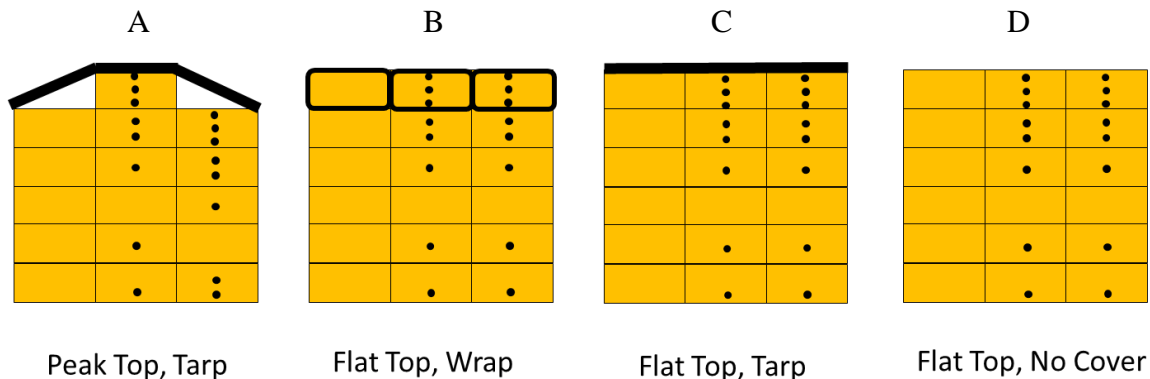 A B C D
Peak Top, Tarp Flat Top, Wrap Flat Top, Tarp Flat Top, No Cover